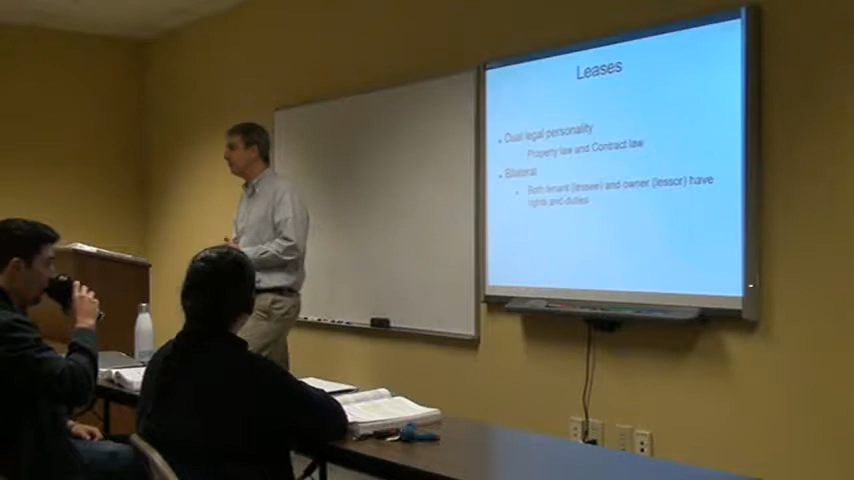 Leases
• Dual legal personality
Property law and Contract law
• Bilateral
• Both tenant (lessee) and owner (lessor) have
rights and duties